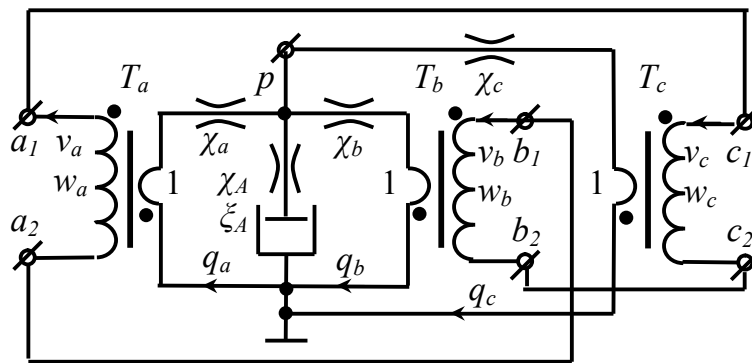 T_a p T_b χ_c T_c
a_1 v_a χ_a χ_b v_b b_1 v_c c_1
w_a 1 χ_A 1 w_b 1 w_c
a_2 ξ_A b_2 c_2
q_a q_b q_c